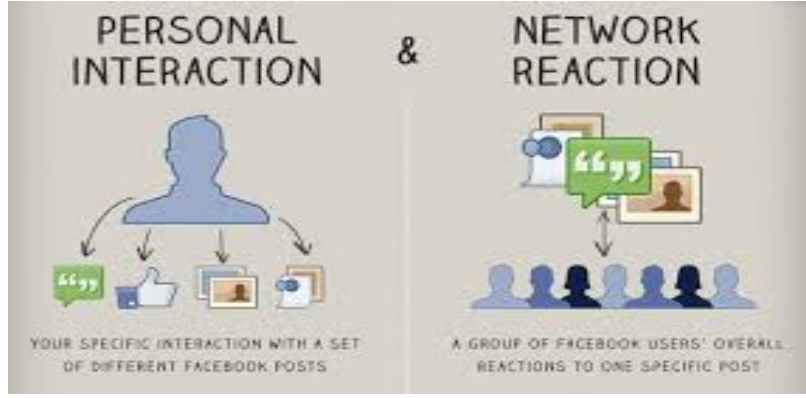 PERSONAL
INTERACTION
&
NETWORK
REACTION
YOUR SPECIFIC INTERACTION WITH A SET
OF DIFFERENT FACEBOOK POSTS
A GROUP OF FACEBOOK USERS' OVERALL
REACTIONS TO ONE SPECIFIC POST